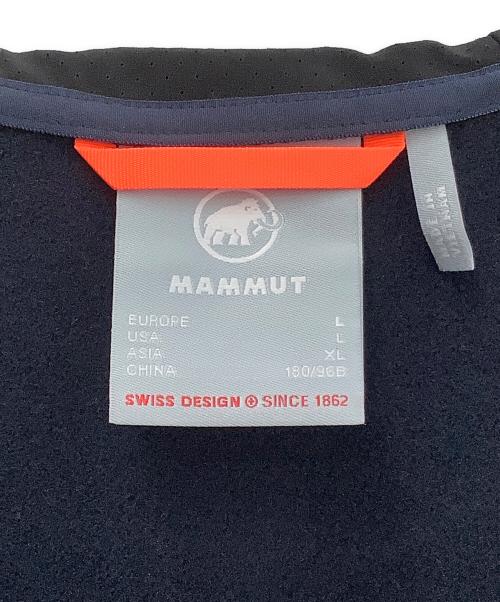 MAMMUT
EUROPE L
USA L
ASIA XL
CHINA 180/96B
SWISS DESIGN SINCE 1862
MADE IN
VIETNAM